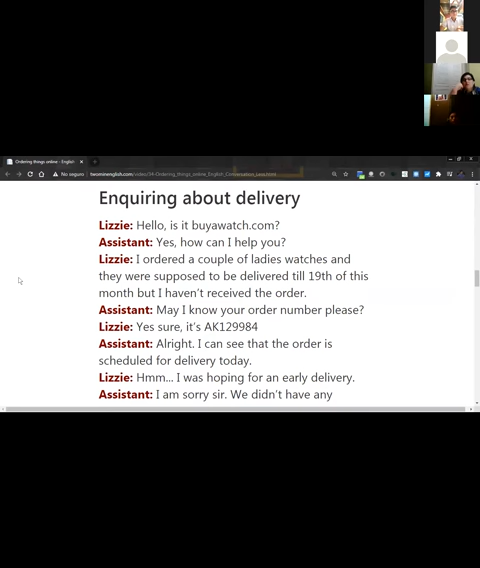 Ordering things online - English
No seguro
twominenglish.com/video/34-Ordering_things_online_English_Conversation_Less.html
Enquiring about delivery
Lizzie: Hello, is it buyawatch.com?
Assistant: Yes, how can I help you?
Lizzie: I ordered a couple of ladies watches and
they were supposed to be delivered till 19th of this
month but I haven't received the order.
Assistant: May I know your order number please?
Lizzie: Yes sure, it's AK129984
Assistant: Alright. I can see that the order is
scheduled for delivery today.
Lizzie: Hmm... I was hoping for an early delivery.
Assistant: I am sorry sir. We didn't have any